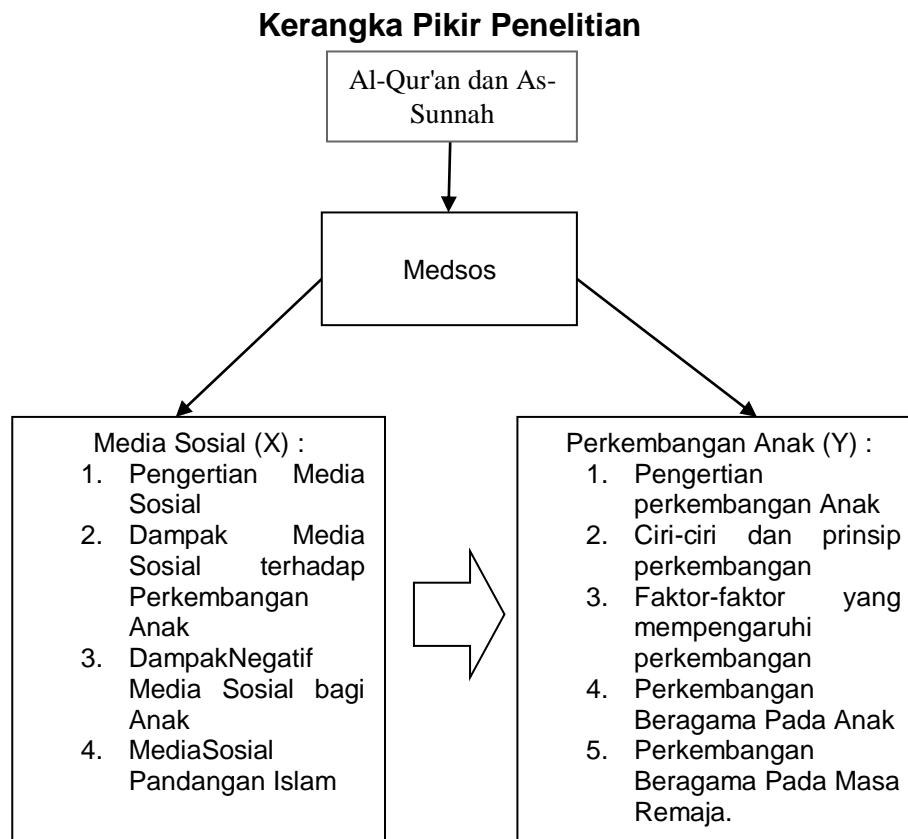 Kerangka Pikir Penelitian
Al-Qur'an dan As-
Sunnah
Medsos
Media Sosial (X) :
1. Pengertian Media
Sosial
2. Dampak Media
Sosial terhadap
Perkembangan
Anak
3. DampakNegatif
Media Sosial bagi
Anak
4. MediaSosial
Pandangan Islam
Perkembangan Anak (Y) :
1. Pengertian
perkembangan Anak
2. Ciri-ciri dan prinsip
perkembangan
3. Faktor-faktor yang
mempengaruhi
perkembangan
4. Perkembangan
Beragama Pada Anak
5. Perkembangan
Beragama Pada Masa
Remaja.